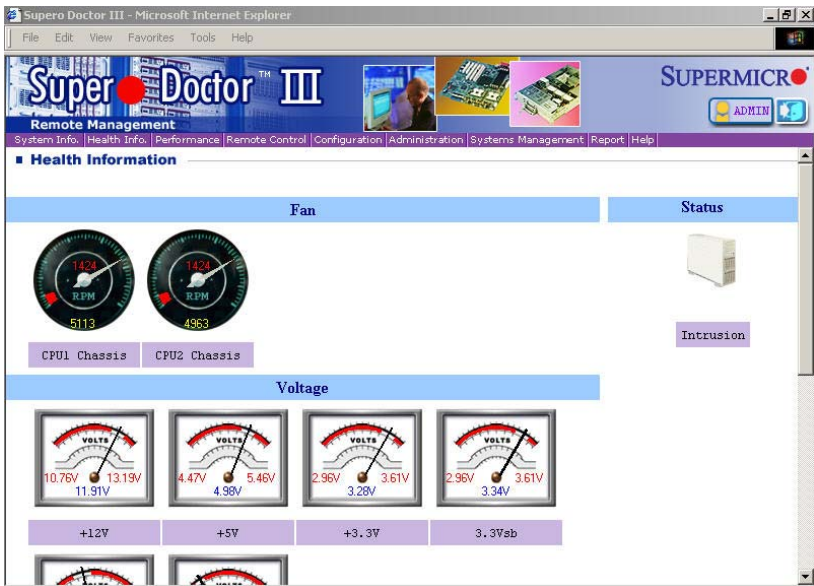 Supero Doctor III - Microsoft Internet Explorer
File Edit View Favorites Tools Help
Super Doctor™ III
SUPERMICR
Remote Management
ADMIN
System Info. Health Info. Performance Remote Control Configuration Administration Systems Management Report Help
Health Information
Fan
Status
1424 1424
RPM RPM
5113 4963
CPU1 Chassis CPU2 Chassis
Intrusion
Voltage
VOLTS VOLTS VOLTS VOLTS
10.76V 13.19V 4.47V 5.46V 2.96V 3.61V 2.96V 3.61V
11.91V 4.98V 3.28V 3.34V
+12V +5V +3.3V 3.3Vsb
VOLTS VOLTS